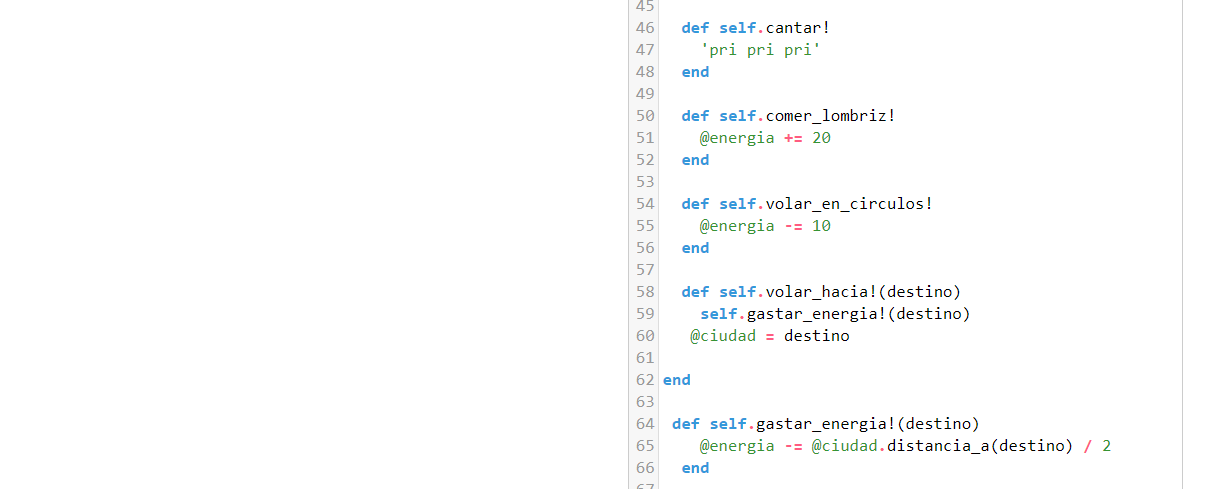 45
46 def self.cantar!
47 'pri pri pri'
48 end
49
50 def self.comer_lombriz!
51 @energia += 20
52 end
53
54 def self.volar_en_circulos!
55 @energia -= 10
56 end
57
58 def self.volar_hacia!(destino)
59 self.gastar_energia!(destino)
60 @ciudad = destino
61
62 end
63
64 def self.gastar_energia!(destino)
65 @energia -= @ciudad.distancia_a(destino) / 2
66 end
67